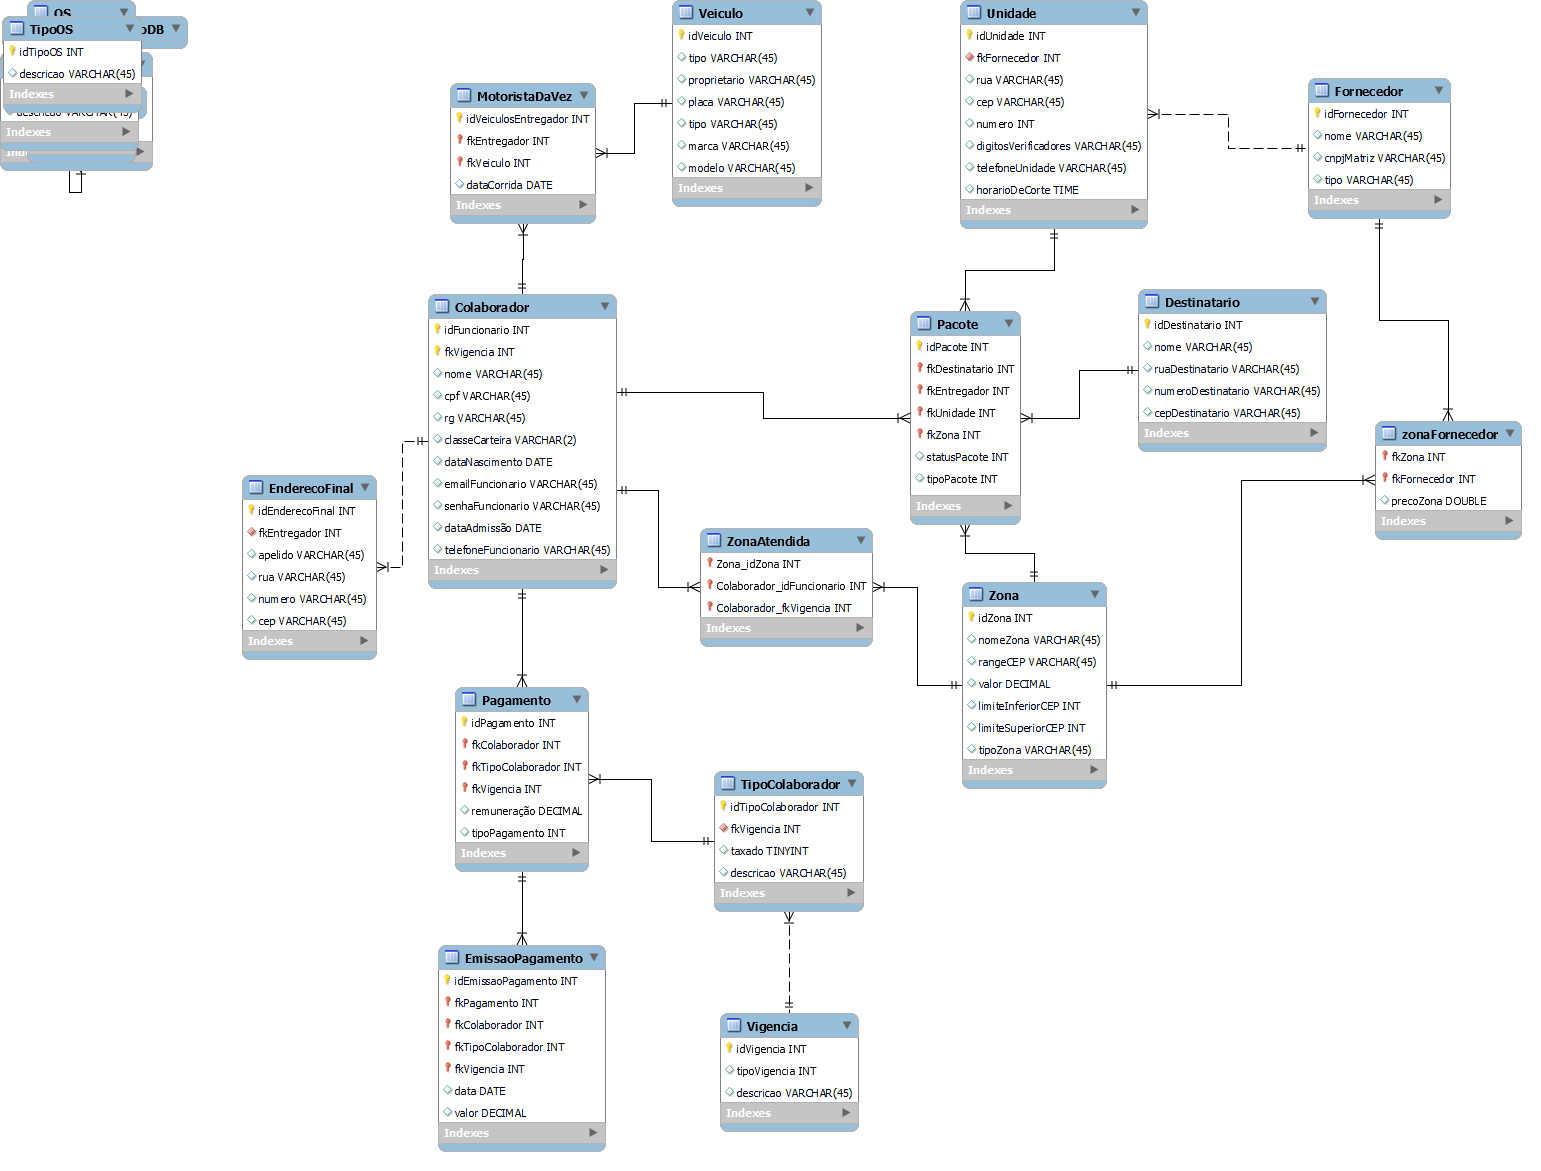 OS
TipoOS
oDB
idTipoOS INT
descricao VARCHAR(45)
Indexes
Indexes
MotoristaDaVez
idVeiculosEntregador INT
fkEntregador INT
fkVeiculo INT
dataCorrida DATE
Indexes
Veiculo
idVeiculo INT
tipo VARCHAR(45)
proprietario VARCHAR(45)
placa VARCHAR(45)
tipo VARCHAR(45)
marca VARCHAR(45)
modelo VARCHAR(45)
Indexes
Unidade
idUnidade INT
fkFornecedor INT
rua VARCHAR(45)
cep VARCHAR(45)
numero INT
digitosVerificadores VARCHAR(45)
telefoneUnidade VARCHAR(45)
horarioDeCorte TIME
Indexes
Fornecedor
idFornecedor INT
nome VARCHAR(45)
cnpjMatriz VARCHAR(45)
tipo VARCHAR(45)
Indexes
Colaborador
idFuncionario INT
fkVigencia INT
nome VARCHAR(45)
cpf VARCHAR(45)
rg VARCHAR(45)
classeCarteira VARCHAR(2)
dataNascimento DATE
emailFuncionario VARCHAR(45)
senhaFuncionario VARCHAR(45)
dataAdmissão DATE
telefoneFuncionario VARCHAR(45)
Indexes
Pacote
idPacote INT
fkDestinatario INT
fkEntregador INT
fkUnidade INT
fkZona INT
statusPacote INT
tipoPacote INT
Indexes
Destinatario
idDestinatario INT
nome VARCHAR(45)
ruaDestinatario VARCHAR(45)
numeroDestinatario VARCHAR(45)
cepDestinatario VARCHAR(45)
Indexes
zonaFornecedor
fkZona INT
fkFornecedor INT
precoZona DOUBLE
Indexes
EnderecoFinal
idEnderecoFinal INT
fkEntregador INT
apelido VARCHAR(45)
rua VARCHAR(45)
numero VARCHAR(45)
cep VARCHAR(45)
Indexes
ZonaAtendida
Zona_idZona INT
Colaborador_idFuncionario INT
Colaborador_fkVigencia INT
Indexes
Zona
idZona INT
nomeZona VARCHAR(45)
rangeCEP VARCHAR(45)
valor DECIMAL
limiteInferiorCEP INT
limiteSuperiorCEP INT
tipoZona VARCHAR(45)
Indexes
Pagamento
idPagamento INT
fkColaborador INT
fkTipoColaborador INT
fkVigencia INT
remuneração DECIMAL
tipoPagamento INT
Indexes
TipoColaborador
idTipoColaborador INT
fkVigencia INT
taxado TINYINT
descricao VARCHAR(45)
Indexes
EmissaoPagamento
idEmissaoPagamento INT
fkPagamento INT
fkColaborador INT
fkTipoColaborador INT
fkVigencia INT
data DATE
valor DECIMAL
Indexes
Vigencia
idVigencia INT
tipoVigencia INT
descricao VARCHAR(45)
Indexes